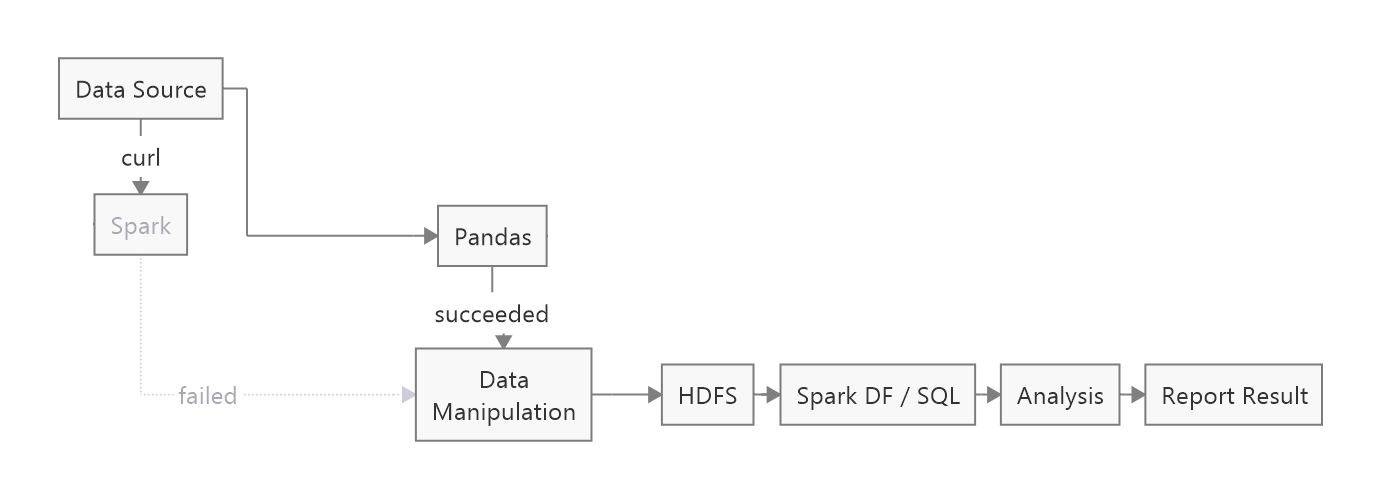 Data Source
curl
Spark
Pandas
succeeded
failed
Data
Manipulation
HDFS
Spark DF / SQL
Analysis
Report Result